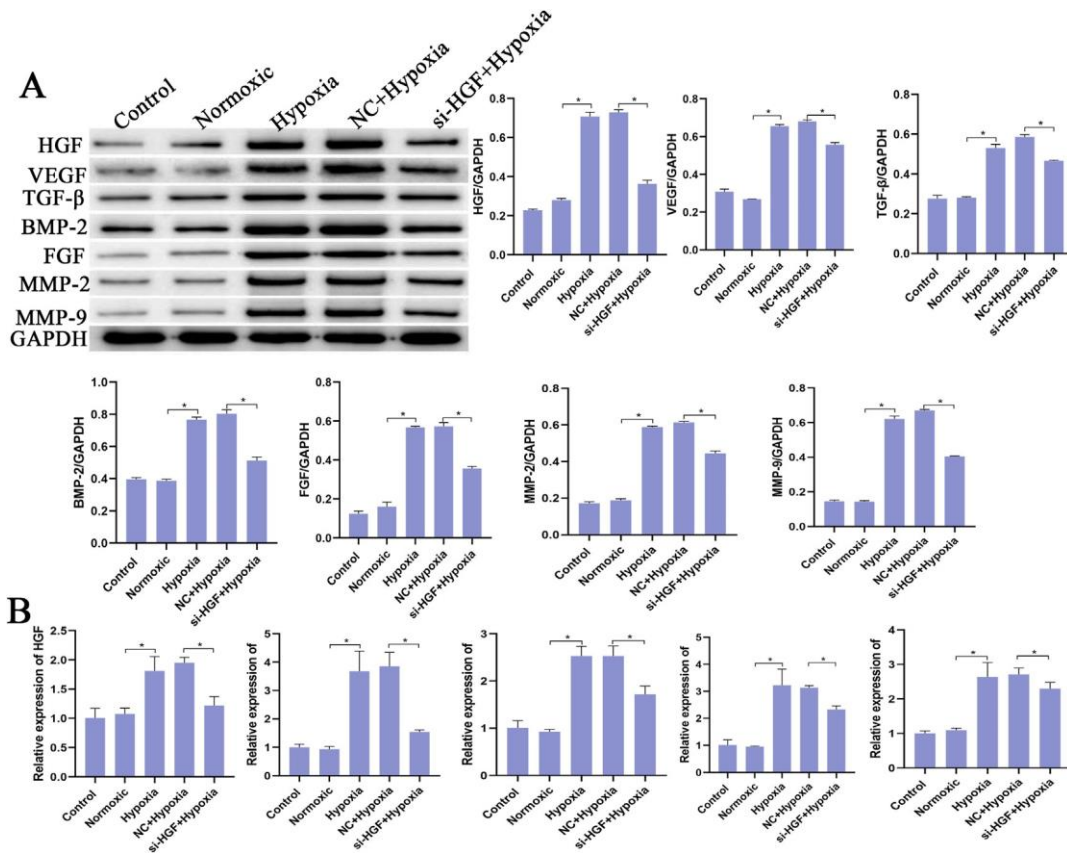 A
Control
Normoxic
Hypoxia
NC+Hypoxia
si-HGF+Hypoxia
HGF
VEGF
TGF-β
BMP-2
FGF
MMP-2
MMP-9
GAPDH
HGF/GAPDH
0.8
0.6
0.4
0.2
0.0
* *
Control
Normoxic
Hypoxia
NC+Hypoxia
si-HGF+Hypoxia
VEGF/GAPDH
0.8
0.6
0.4
0.2
0.0
* *
Control
Normoxic
Hypoxia
NC+Hypoxia
si-HGF+Hypoxia
TGF-β/GAPDH
0.8
0.6
0.4
0.2
0.0
* *
Control
Normoxic
Hypoxia
NC+Hypoxia
si-HGF+Hypoxia
BMP-2/GAPDH
1.0
0.8
0.6
0.4
0.2
0.0
* *
Control
Normoxic
Hypoxia
NC+Hypoxia
si-HGF+Hypoxia
FGF/GAPDH
0.8
0.6
0.4
0.2
0.0
* *
Control
Normoxic
Hypoxia
NC+Hypoxia
si-HGF+Hypoxia
MMP-2/GAPDH
0.8
0.6
0.4
0.2
0.0
* *
Control
Normoxic
Hypoxia
NC+Hypoxia
si-HGF+Hypoxia
MMP-9/GAPDH
0.8
0.6
0.4
0.2
0.0
* *
Control
Normoxic
Hypoxia
NC+Hypoxia
si-HGF+Hypoxia
B
Relative expression of HGF
2.5
2.0
1.5
1.0
0.5
0.0
* *
Control
Normoxic
Hypoxia
NC+Hypoxia
si-HGF+Hypoxia
Relative expression of
5
4
3
2
1
0
* *
Control
Normoxic
Hypoxia
NC+Hypoxia
si-HGF+Hypoxia
Relative expression of
3
2
1
0
* *
Control
Normoxic
Hypoxia
NC+Hypoxia
si-HGF+Hypoxia
Relative expression of
5
4
3
2
1
0
* *
Control
Normoxic
Hypoxia
NC+Hypoxia
si-HGF+Hypoxia
Relative expression of
4
3
2
1
0
* *
Control
Normoxic
Hypoxia
NC+Hypoxia
si-HGF+Hypoxia